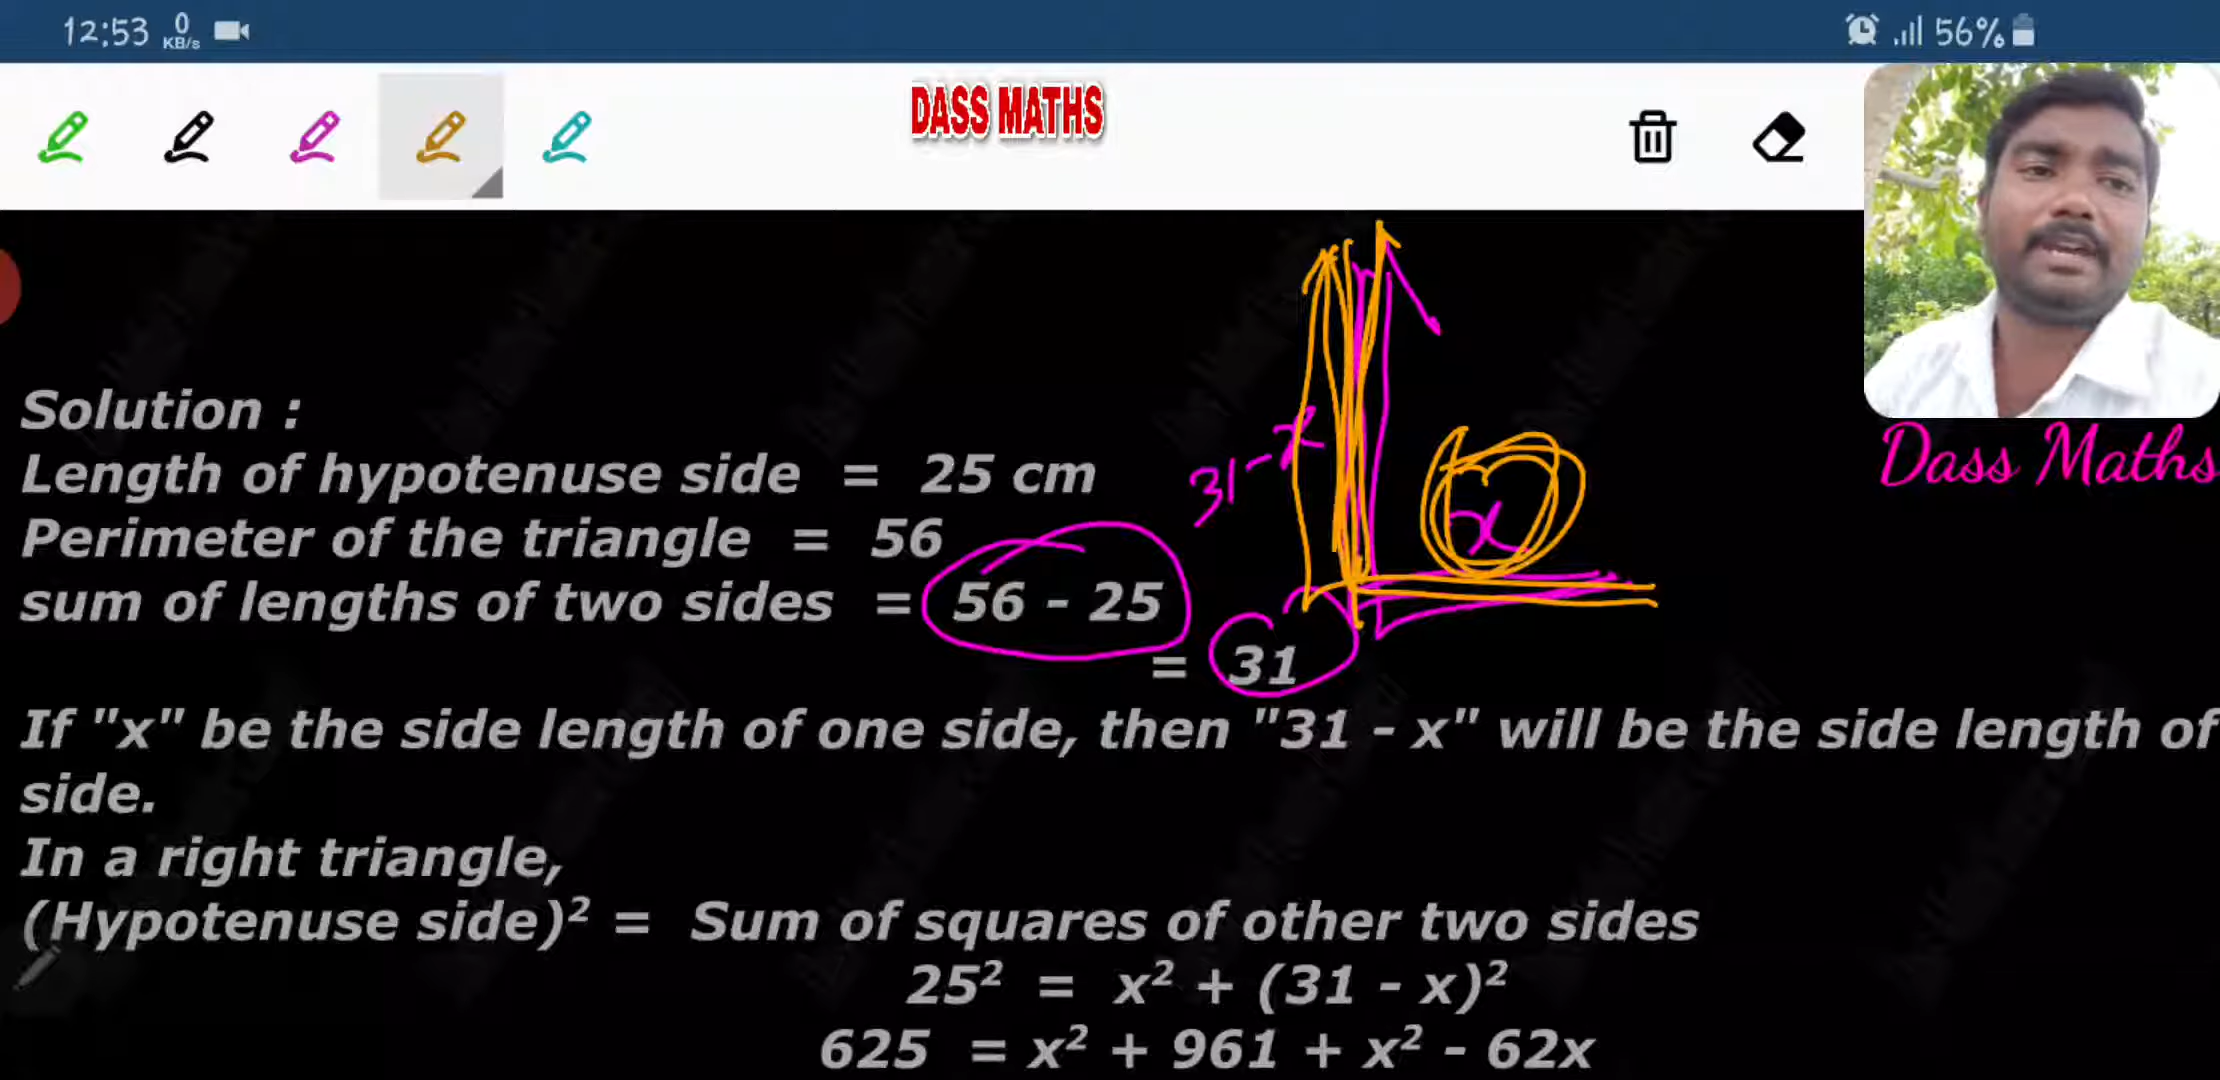 12:53 0 KB/s 56%
DASS MATHS
Dass Maths
31-x
x
Solution :
Length of hypotenuse side = 25 cm
Perimeter of the triangle = 56
sum of lengths of two sides = 56 - 25
= 31
If "x" be the side length of one side, then "31 - x" will be the side length of
side.
In a right triangle,
(Hypotenuse side)² = Sum of squares of other two sides
25² = x² + (31 - x)²
625 = x² + 961 + x² - 62x